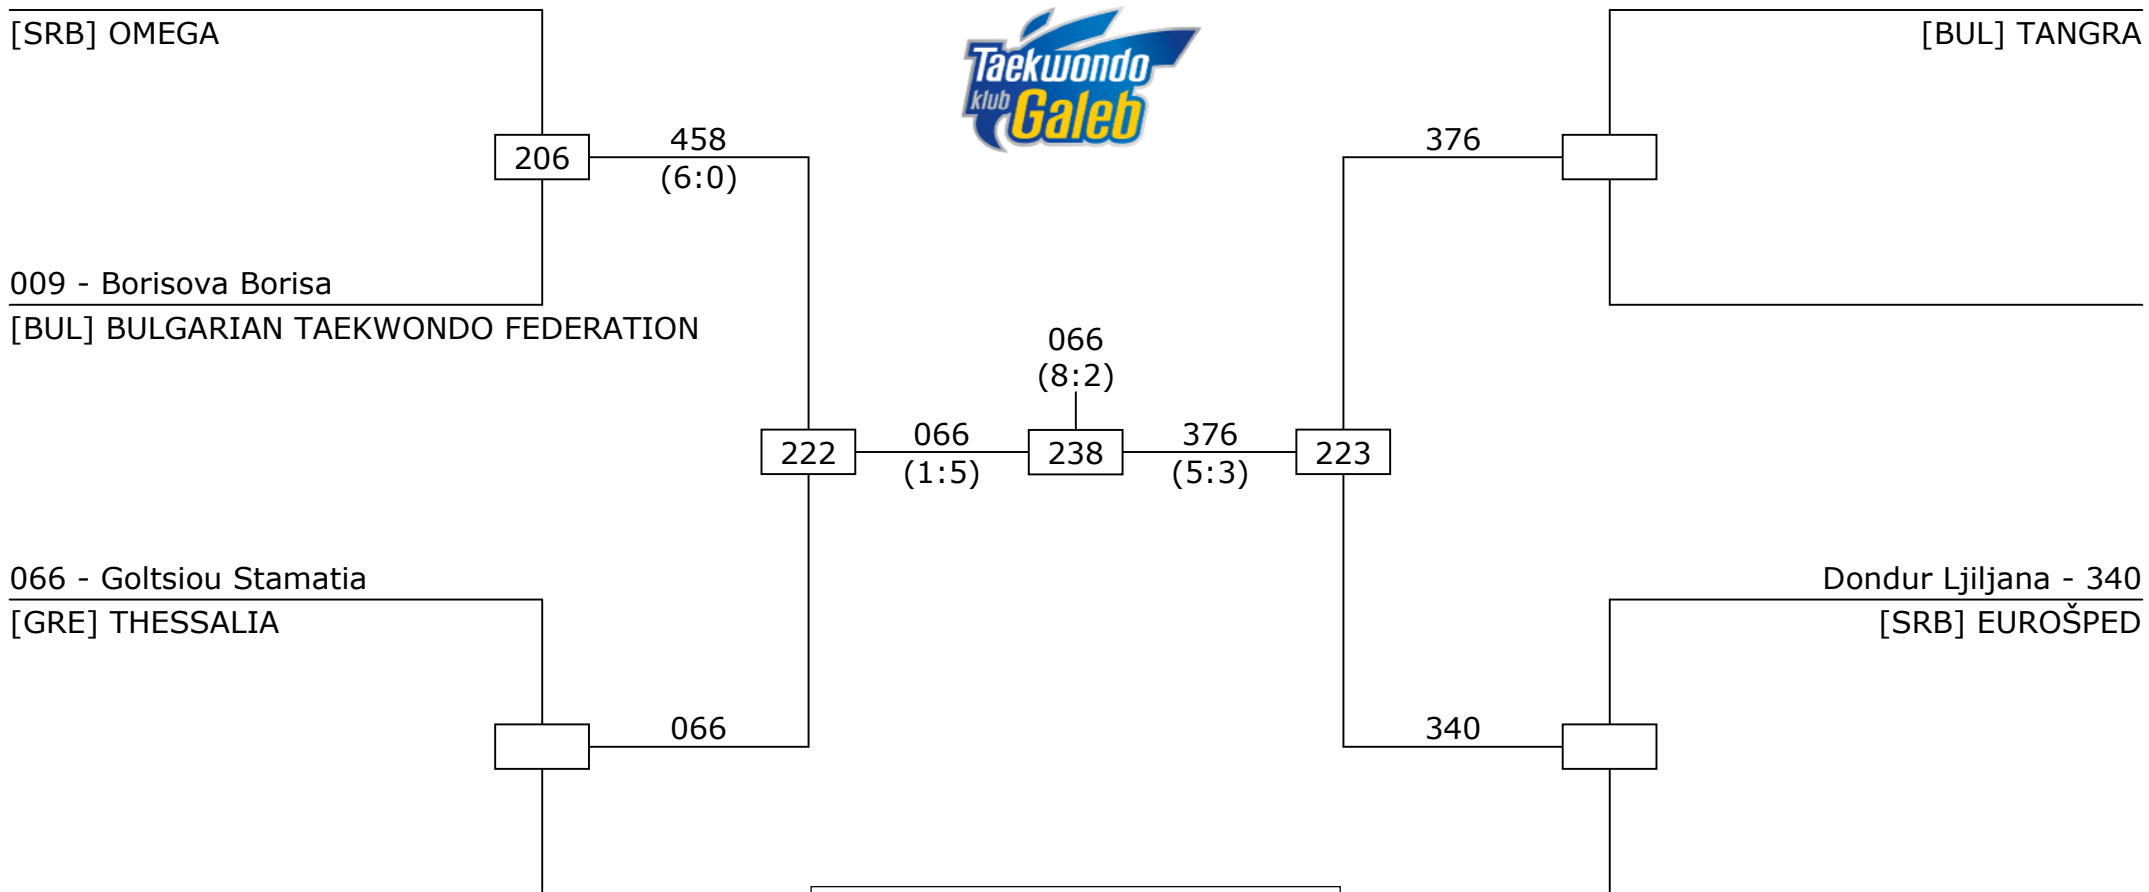 [SRB] OMEGA
[BUL] TANGRA
Taekwondo
klub Galeb
206
458
(6:0)
376
009 - Borisova Borisa
[BUL] BULGARIAN TAEKWONDO FEDERATION
066
(8:2)
222
066
(1:5)
238
376
(5:3)
223
066 - Goltsiou Stamatia
[GRE] THESSALIA
Dondur Ljiljana - 340
[SRB] EUROŠPED
066
340